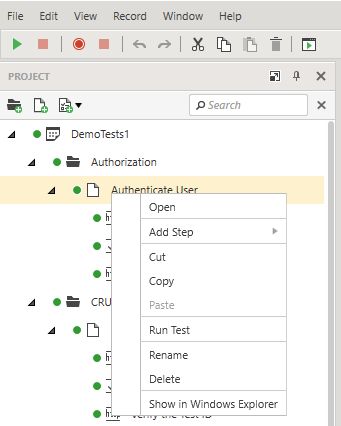 File Edit View Record Window Help
PROJECT
Search
DemoTests1
Authorization
Authenticate User
Open
Add Step
Cut
Copy
Paste
CRU
Run Test
Rename
Delete
Show in Windows Explorer
Verify the Test ID